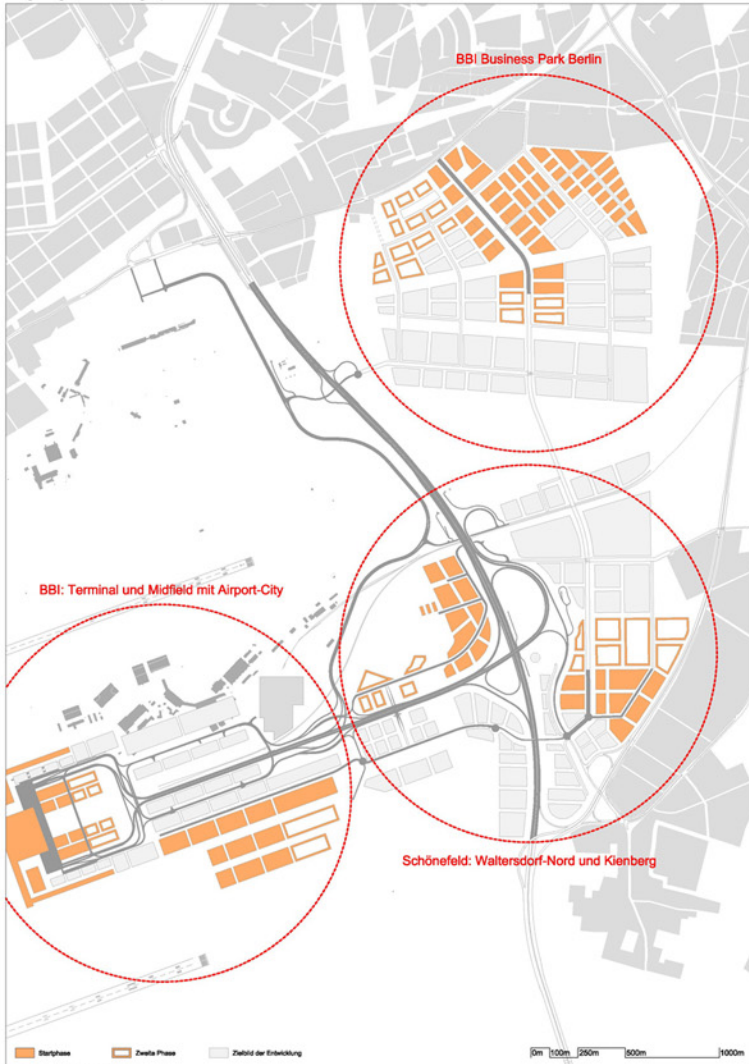 BBI Business Park Berlin
BBI: Terminal und Midfield mit Airport-City
Schönefeld: Waltersdorf-Nord und Kienberg
Startphase
Zweite Phase
Zielbild der Entwicklung
0m 100m 250m 500m 1000m